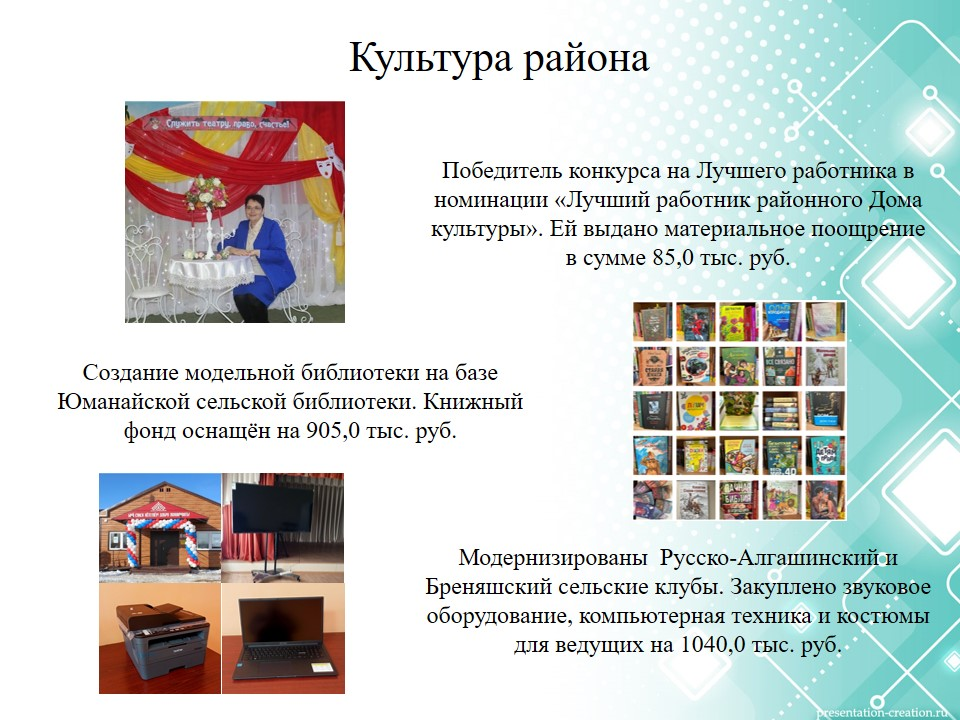 Культура района
Служить театру, право, счастье!
Победитель конкурса на Лучшего работника в
номинации «Лучший работник районного Дома
культуры». Ей выдано материальное поощрение
в сумме 85,0 тыс. руб.
Создание модельной библиотеки на базе
Юманайской сельской библиотеки. Книжный
фонд оснащён на 905,0 тыс. руб.
Модернизированы  Русско-Алгашинский и
Бреняшский сельские клубы. Закуплено звуковое
оборудование, компьютерная техника и костюмы
для ведущих на 1040,0 тыс. руб.
presentation-creation.ru